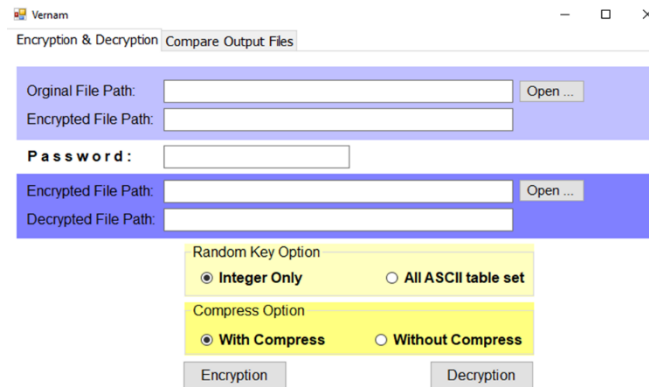 Vernam
Encryption & Decryption Compare Output Files
Orginal File Path: Open ...
Encrypted File Path:
Password:
Encrypted File Path: Open ...
Decrypted File Path:
Random Key Option
Integer Only All ASCII table set
Compress Option
With Compress Without Compress
Encryption Decryption